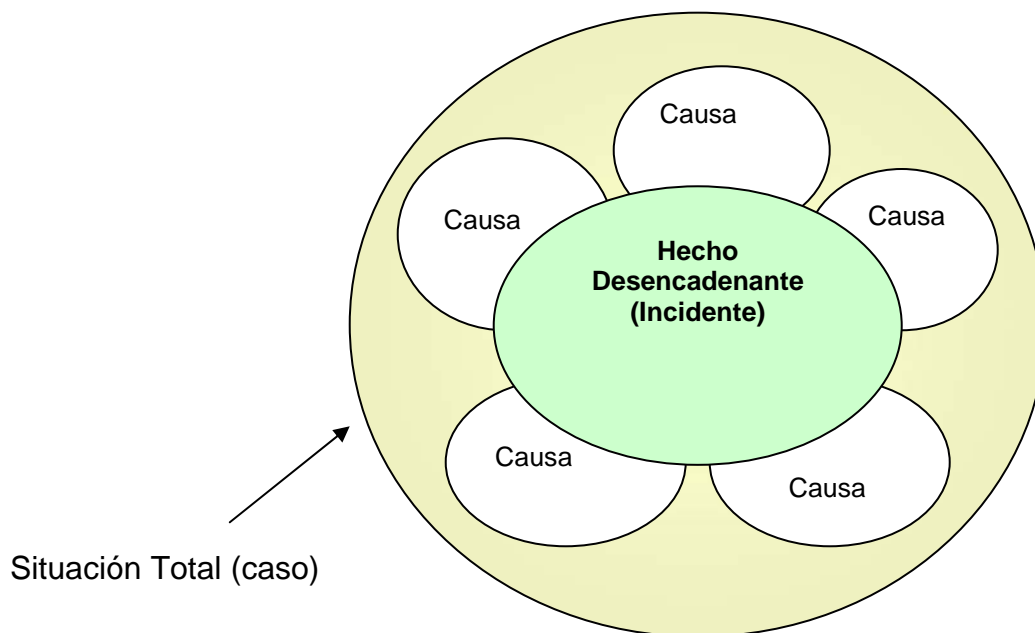 Causa
Causa
Causa
Hecho
Desencadenante
(Incidente)
Causa
Causa
Situación Total (caso)